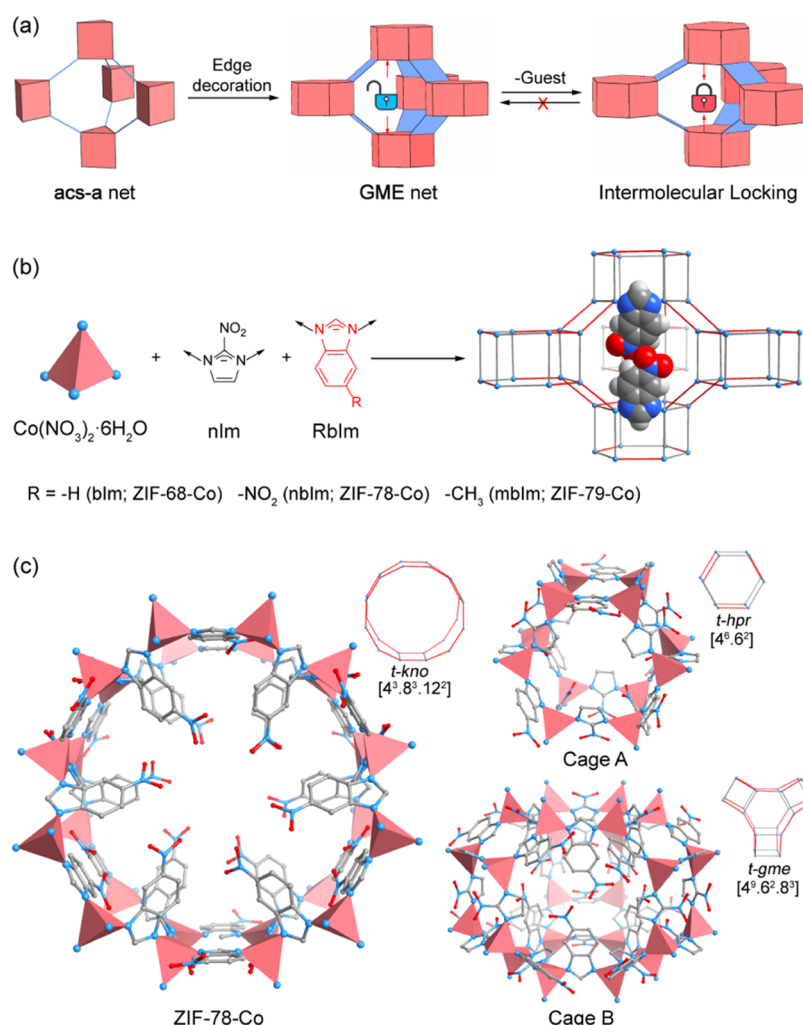 (a)
Edge
decoration
-Guest
X
acs-a net
GME net
Intermolecular Locking
(b)
NO₂
N
N
N
N
R
+
+
Co(NO₃)₂·6H₂O
nIm
RbIm
R = -H (bIm; ZIF-68-Co) -NO₂ (nbIm; ZIF-78-Co) -CH₃ (mbIm; ZIF-79-Co)
(c)
t-kno
[4³.8³.12²]
t-hpr
[4⁶.6²]
Cage A
t-gme
[4⁹.6².8³]
ZIF-78-Co
Cage B